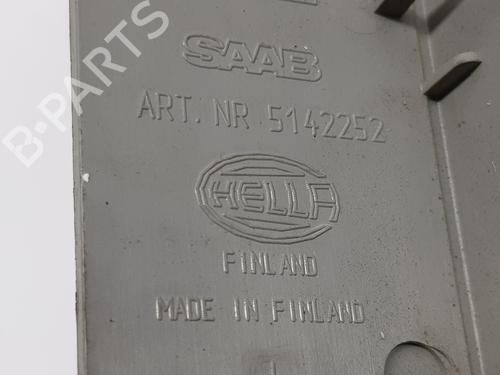 SAAB
ART. NR 5142252
HELLA
FINLAND
MADE IN FINLAND
B-PARTS